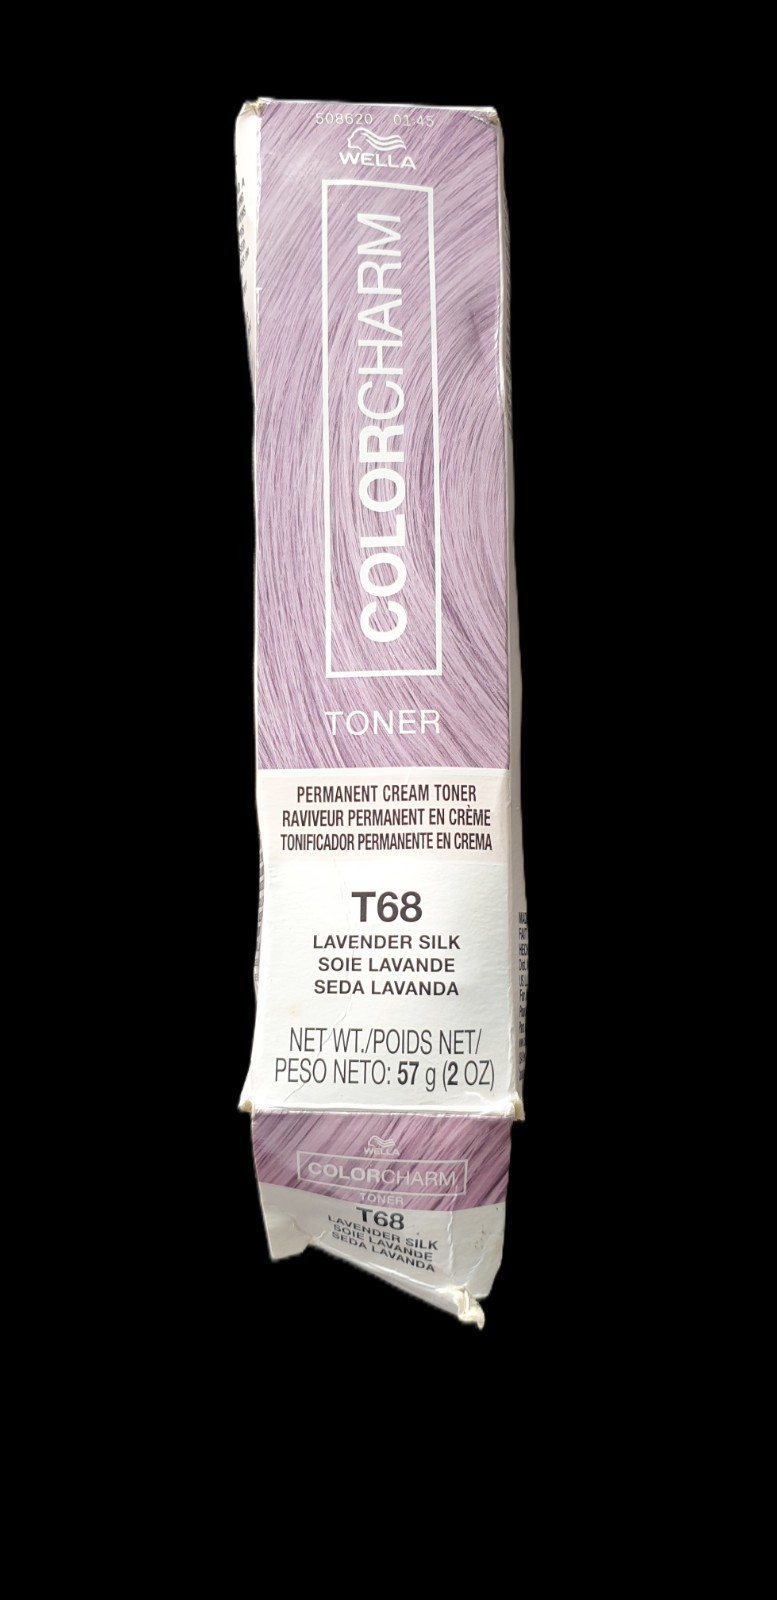 508620 01:45
WELLA
COLORCHARM
TONER
PERMANENT CREAM TONER
RAVIVEUR PERMANENT EN CRÈME
TONIFICADOR PERMANENTE EN CREMA
T68
LAVENDER SILK
SOIE LAVANDE
SEDA LAVANDA
NET WT./POIDS NET/
PESO NETO: 57 g (2 OZ)
WELLA
COLORCHARM
TONER
T68
LAVENDER SILK
SOIE LAVANDE
SEDA LAVANDA